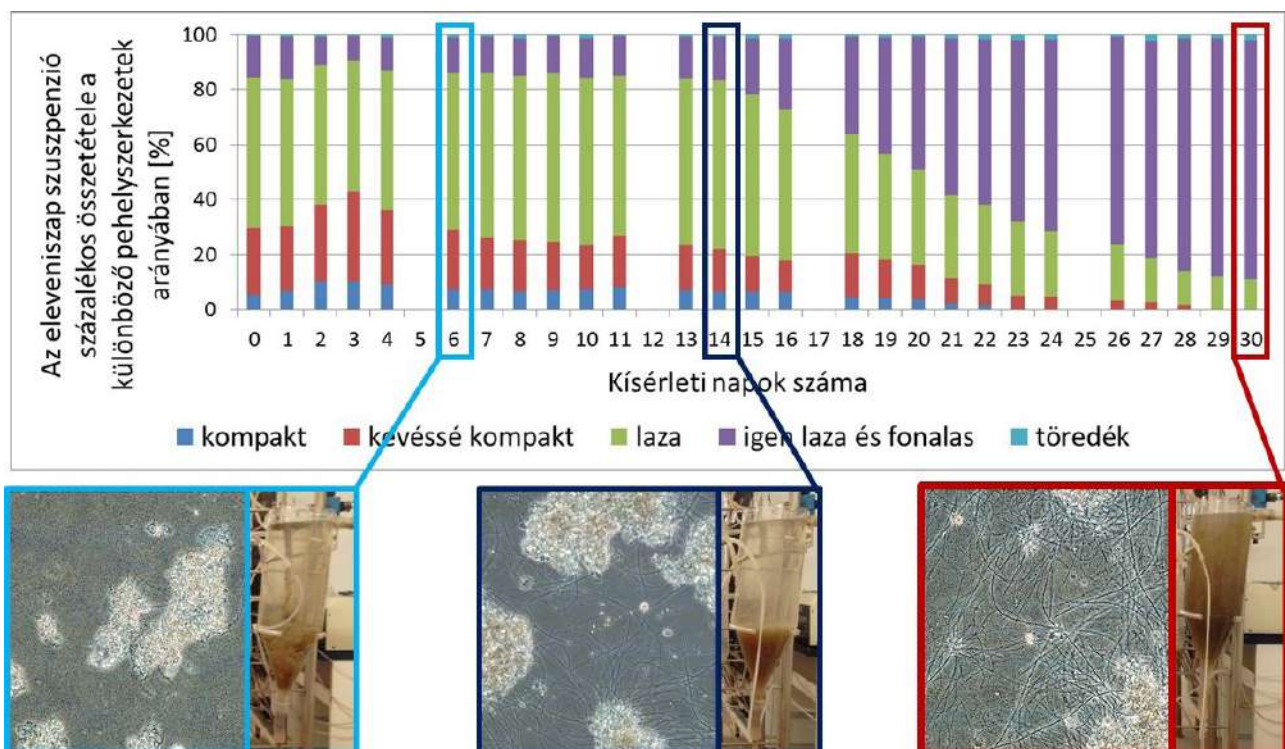 Az eleveniszap szuszpenzió
százalékos összetétele a
különböző pehelyszerkezetek
arányában [%]
100
80
60
40
20
0
0 1 2 3 4 5 6 7 8 9 10 11 12 13 14 15 16 17 18 19 20 21 22 23 24 25 26 27 28 29 30
Kísérleti napok száma
kompakt kevéssé kompakt laza igen laza és fonalas töredék